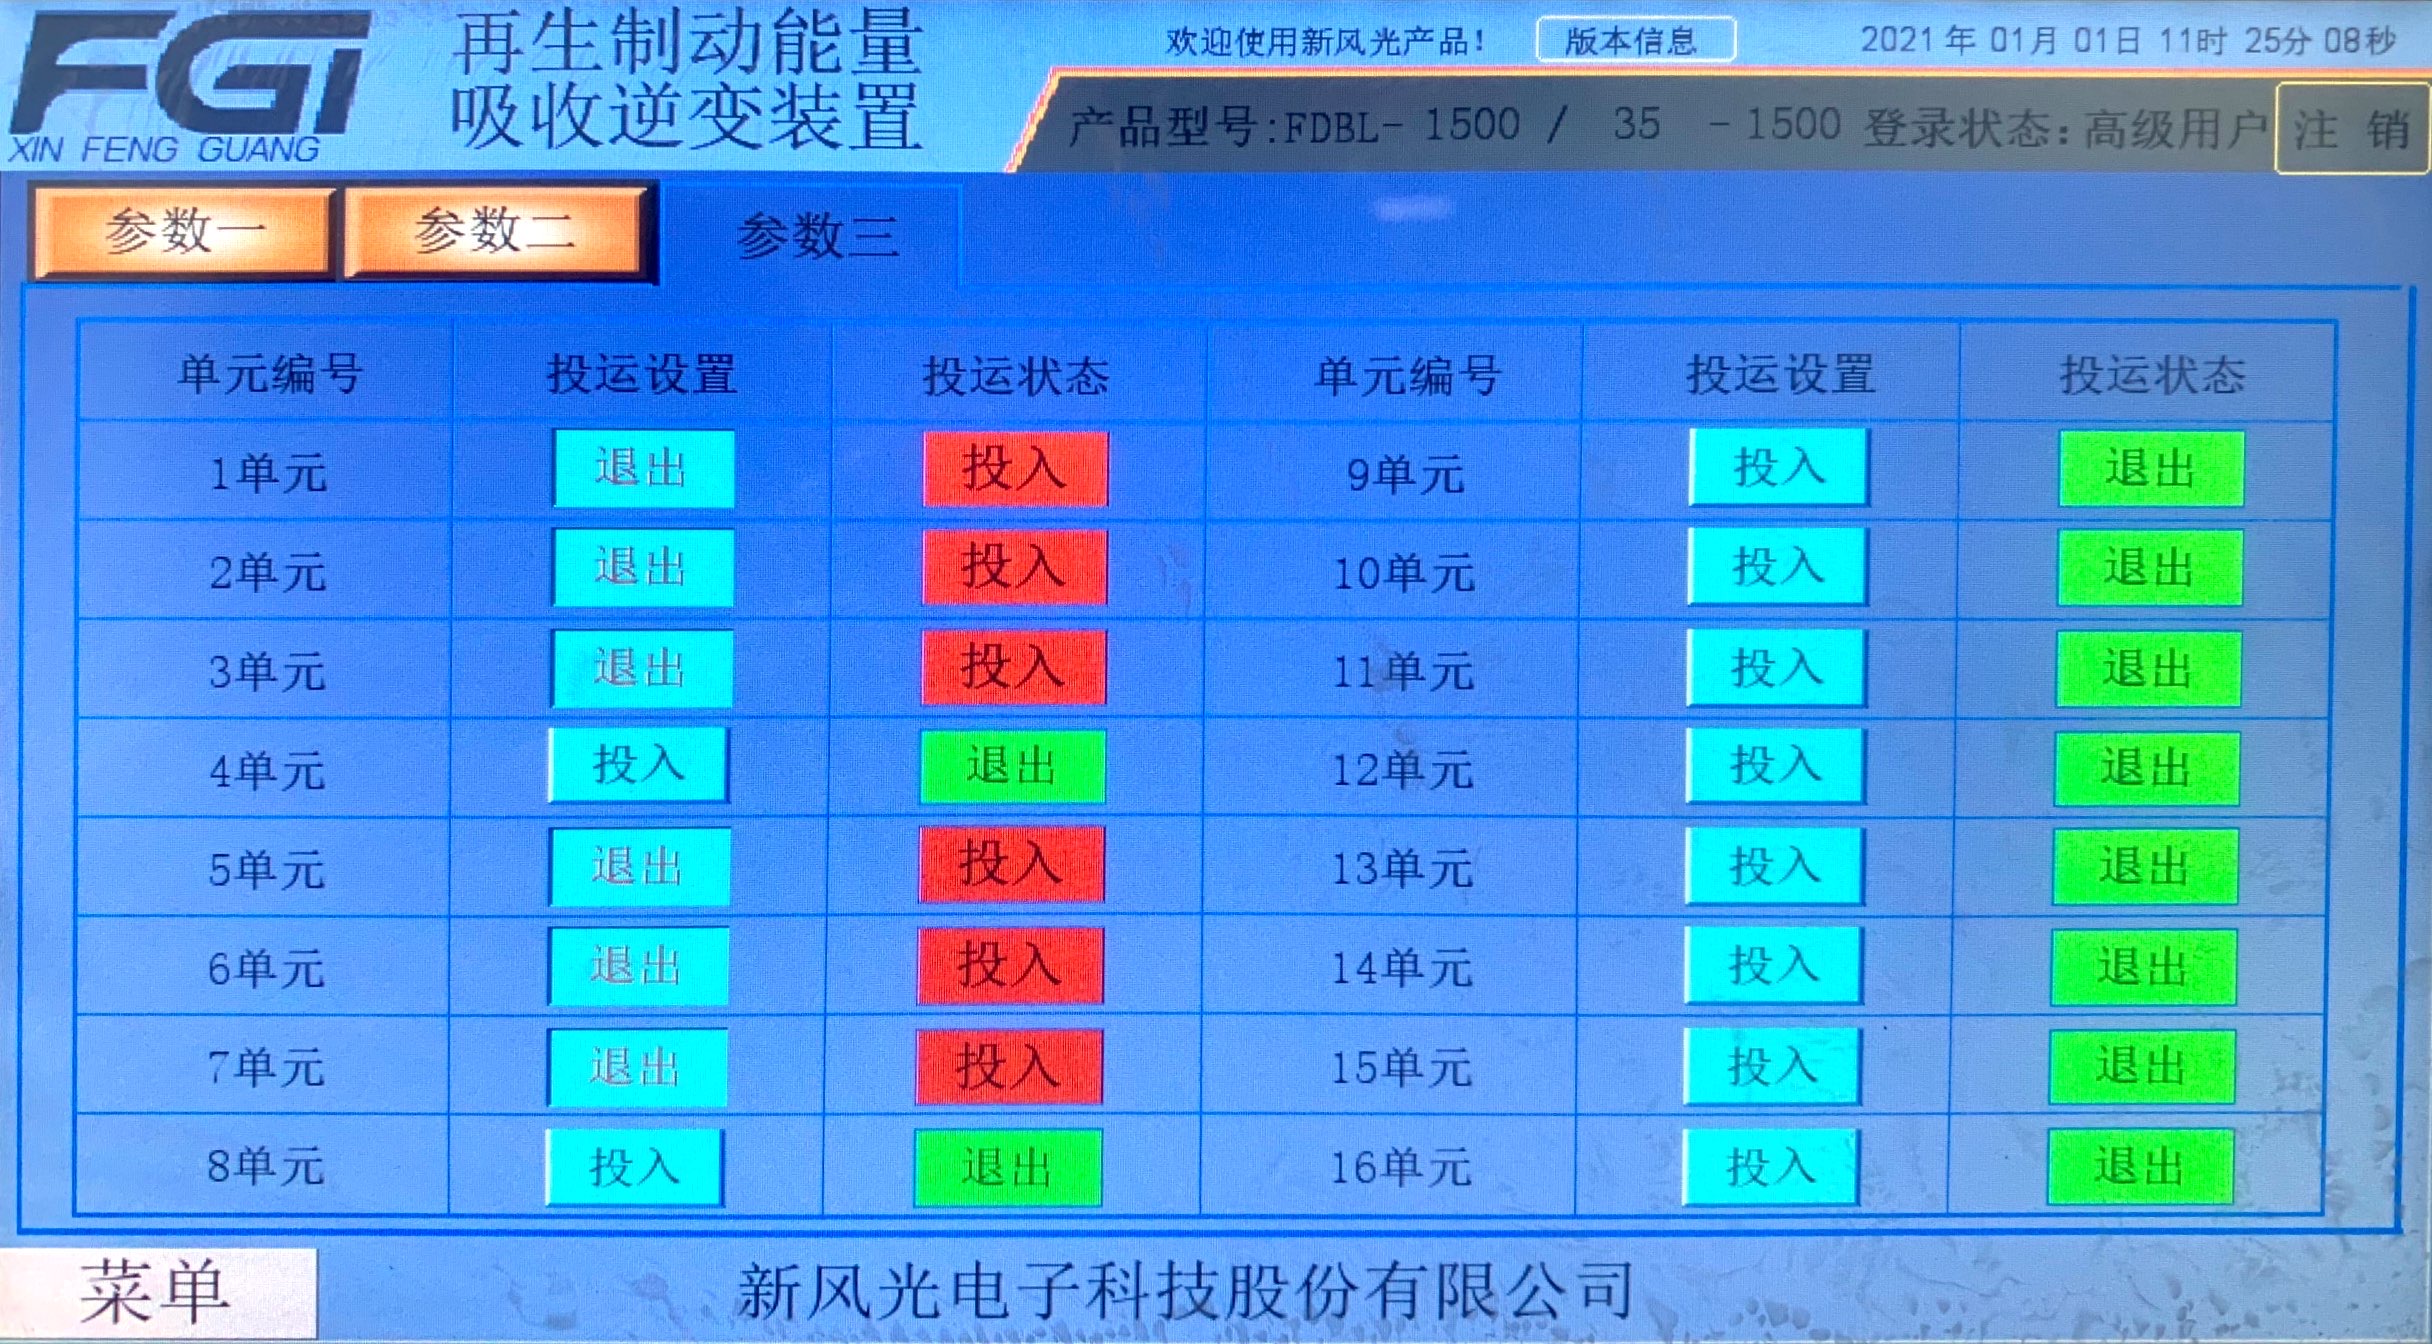 FGI
XIN FENG GUANG
再生制动能量
吸收逆变装置
欢迎使用新风光产品!
版本信息
2021年 01月 01日 11时 25分 08秒
产品型号:FDBL- 1500 / 35 - 1500 登录状态:高级用户 注 销
参数一 参数二 参数三
单元编号 投运设置 投运状态 单元编号 投运设置 投运状态
1单元 退出 投入 9单元 投入 退出
2单元 退出 投入 10单元 投入 退出
3单元 退出 投入 11单元 投入 退出
4单元 投入 退出 12单元 投入 退出
5单元 退出 投入 13单元 投入 退出
6单元 退出 投入 14单元 投入 退出
7单元 退出 投入 15单元 投入 退出
8单元 投入 退出 16单元 投入 退出
菜单 新风光电子科技股份有限公司